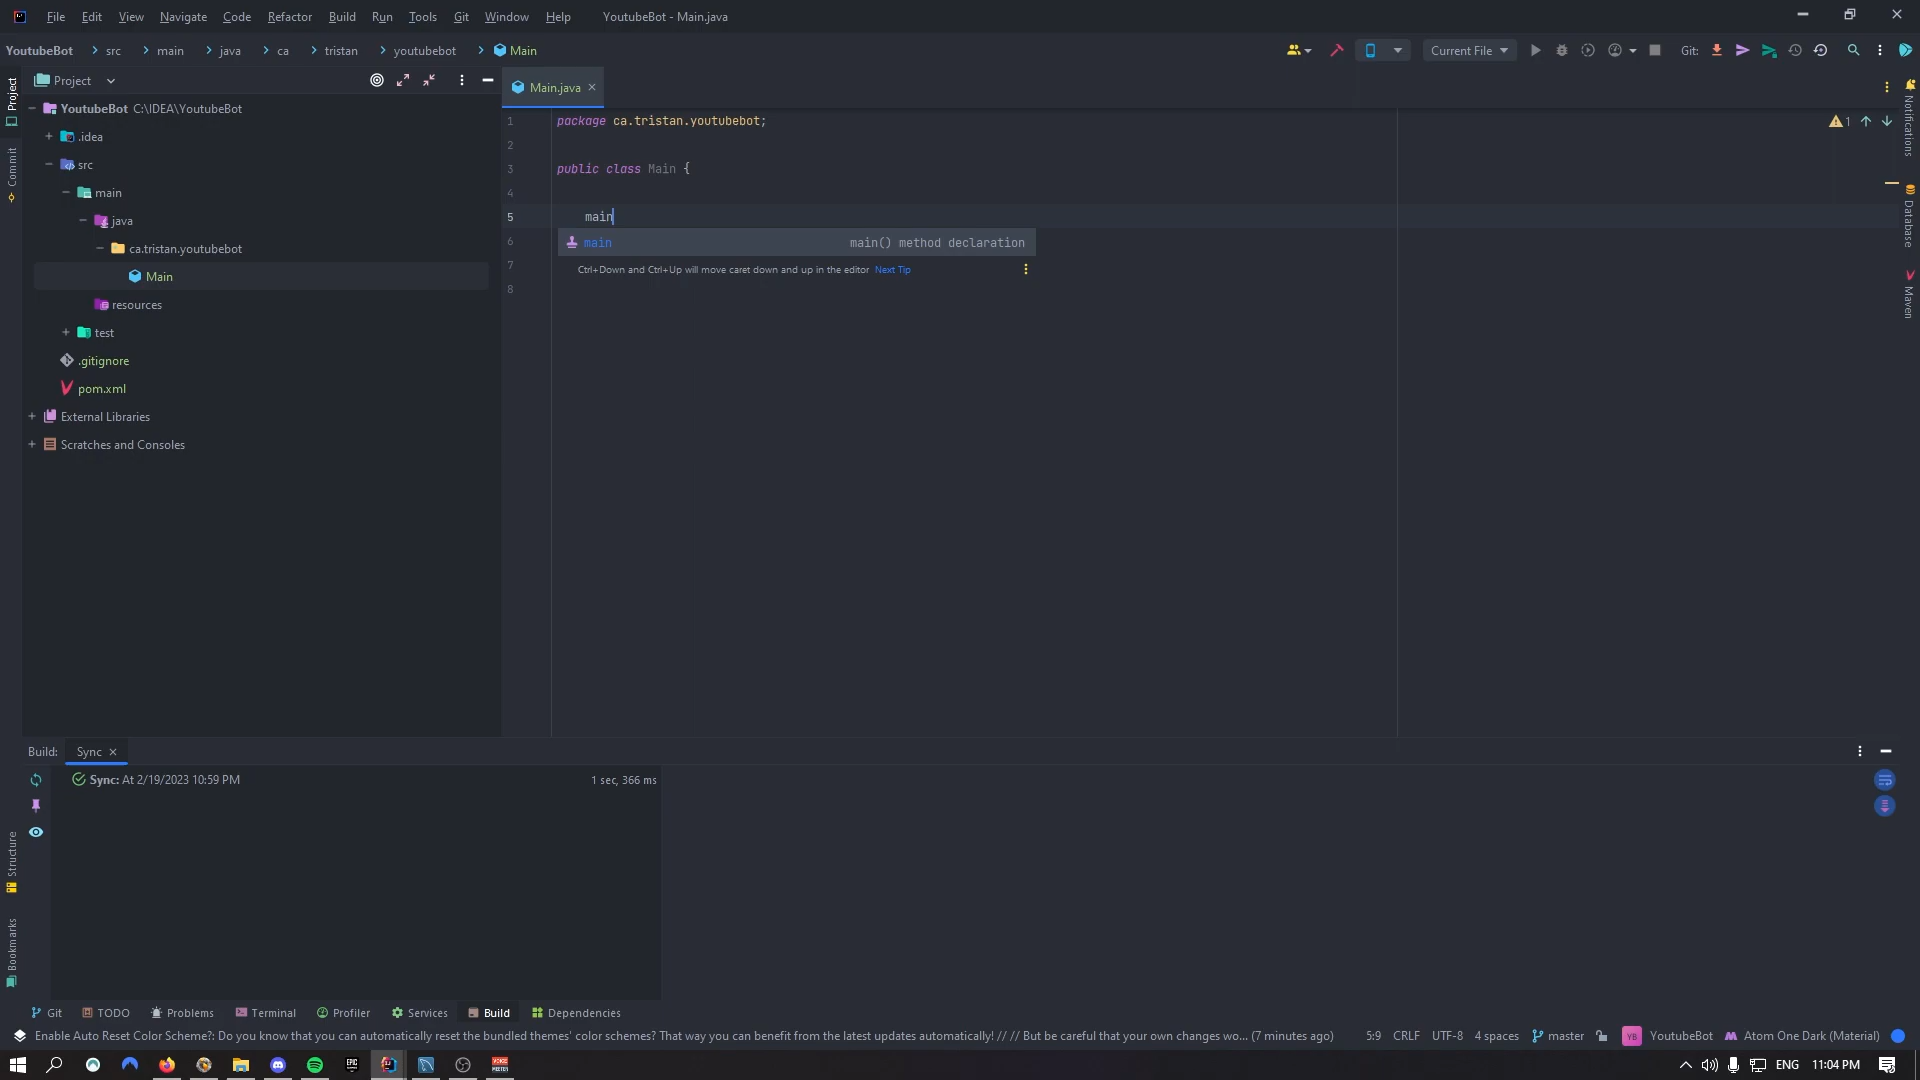 File Edit View Navigate Code Refactor Build Run Tools Git Window Help YoutubeBot - Main.java
YoutubeBot src main java ca tristan youtubebot Main Current File Git:
Project
Main.java
YoutubeBot C:\IDEA\YoutubeBot
.idea
src
main
java
ca.tristan.youtubebot
Main
resources
test
.gitignore
pom.xml
External Libraries
Scratches and Consoles
1 package ca.tristan.youtubebot;
2
3 public class Main {
4
5 main
6
7
8
main main() method declaration
Ctrl+Down and Ctrl+Up will move caret down and up in the editor Next Tip
1
Project
Commit
Structure
Bookmarks
Notifications
Database
Maven
Build: Sync
Sync: At 2/19/2023 10:59 PM 1 sec, 366 ms
Git TODO Problems Terminal Profiler Services Build Dependencies
Enable Auto Reset Color Scheme?: Do you know that you can automatically reset the bundled themes' color schemes? That way you can benefit from the latest updates automatically! // // But be careful that your own changes wo... (7 minutes ago) 5:9 CRLF UTF-8 4 spaces master YB YoutubeBot Atom One Dark (Material)
EPIC VOICE MEETER ENG 11:04 PM